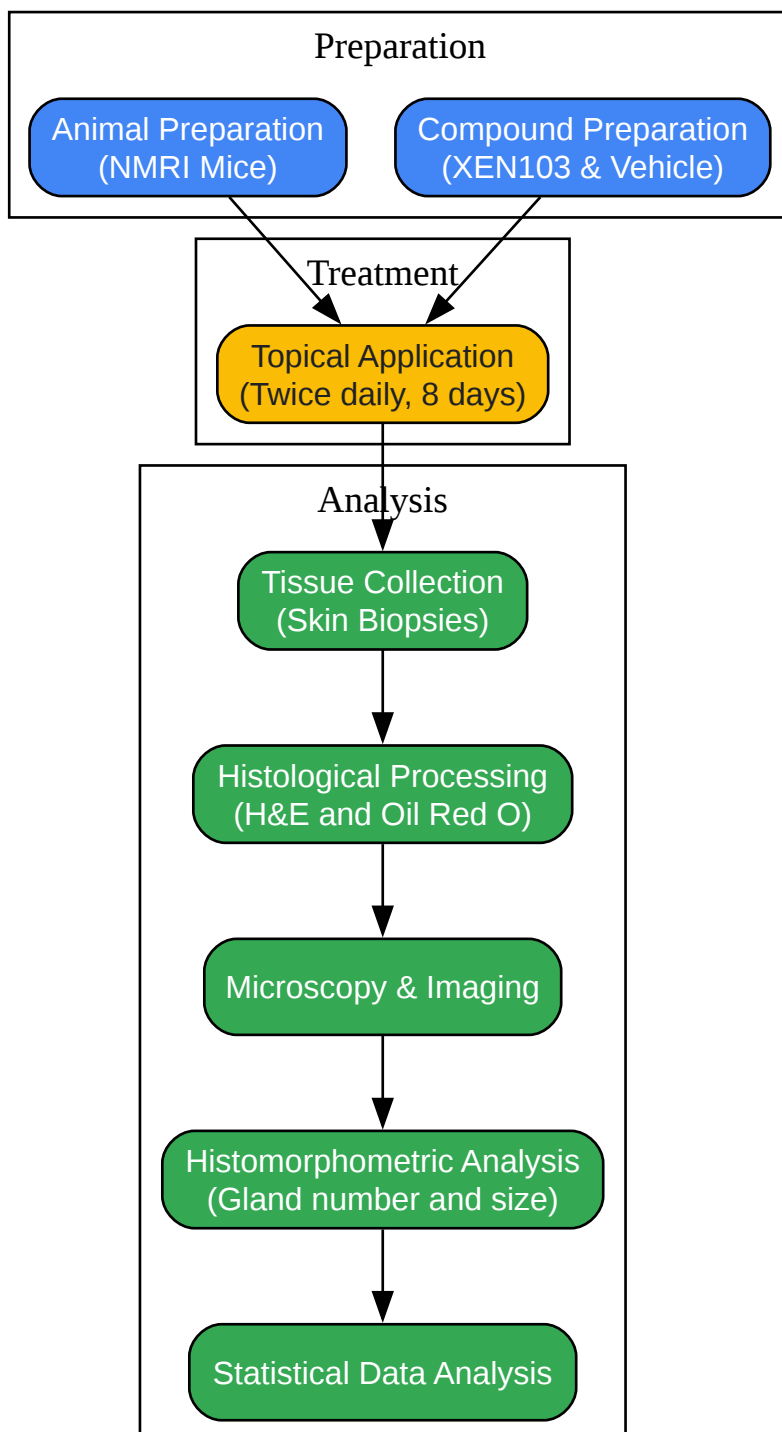 Preparation
Animal Preparation
(NMRI Mice)
Compound Preparation
(XEN103 & Vehicle)
Treatment
Topical Application
(Twice daily, 8 days)
Analysis
Tissue Collection
(Skin Biopsies)
Histological Processing
(H&E and Oil Red O)
Microscopy & Imaging
Histomorphometric Analysis
(Gland number and size)
Statistical Data Analysis